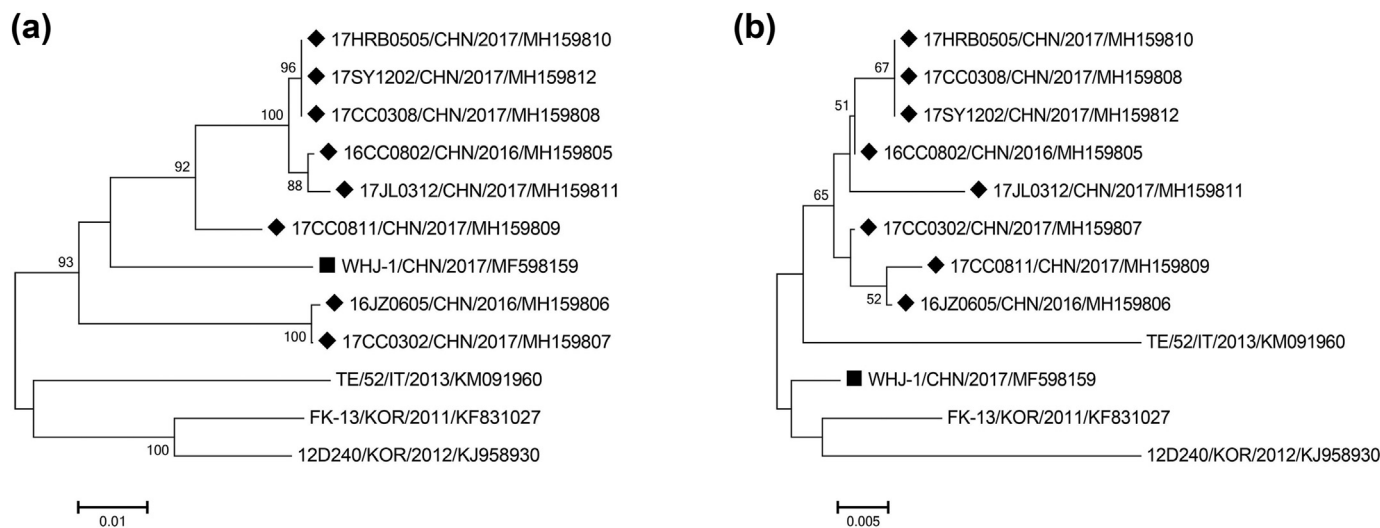 (a)
17HRB0505/CHN/2017/MH159810
96
17SY1202/CHN/2017/MH159812
100
17CC0308/CHN/2017/MH159808
16CC0802/CHN/2016/MH159805
92
88
17JL0312/CHN/2017/MH159811
17CC0811/CHN/2017/MH159809
93
WHJ-1/CHN/2017/MF598159
16JZ0605/CHN/2016/MH159806
100
17CC0302/CHN/2017/MH159807
TE/52/IT/2013/KM091960
FK-13/KOR/2011/KF831027
100
12D240/KOR/2012/KJ958930
0.01
(b)
17HRB0505/CHN/2017/MH159810
67
17CC0308/CHN/2017/MH159808
51
17SY1202/CHN/2017/MH159812
16CC0802/CHN/2016/MH159805
65
17JL0312/CHN/2017/MH159811
17CC0302/CHN/2017/MH159807
17CC0811/CHN/2017/MH159809
52
16JZ0605/CHN/2016/MH159806
TE/52/IT/2013/KM091960
WHJ-1/CHN/2017/MF598159
FK-13/KOR/2011/KF831027
12D240/KOR/2012/KJ958930
0.005